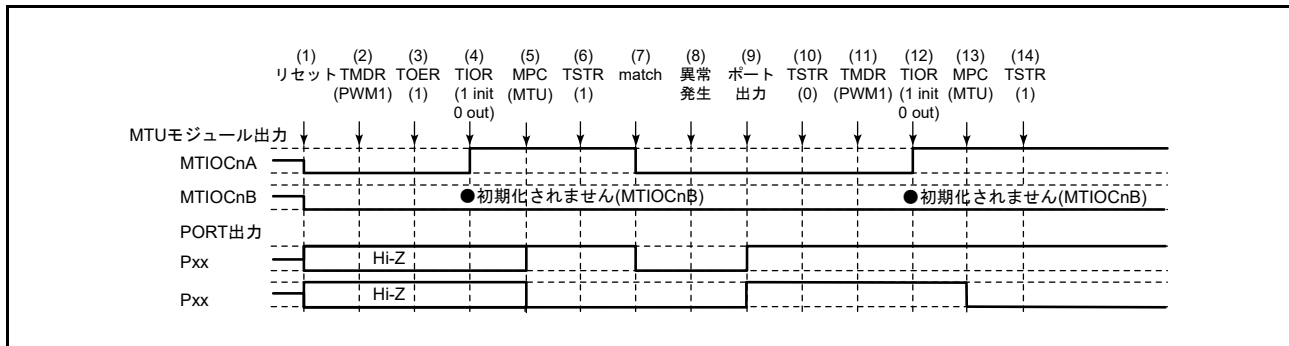 (1) (2) (3) (4) (5) (6) (7) (8) (9) (10) (11) (12) (13) (14)
リセット TMDR TOER TIOR MPC TSTR match 異常 ポート TSTR TMDR TIOR MPC TSTR
(PWM1) (1) (1 init (MTU) (1) 発生 出力 (0) (PWM1) (1 init (MTU) (1)
0 out) 0 out)
MTUモジュール出力
MTIOCnA
MTIOCnB ●初期化されません(MTIOCnB) ●初期化されません(MTIOCnB)
PORT出力
Pxx Hi-Z
Pxx Hi-Z